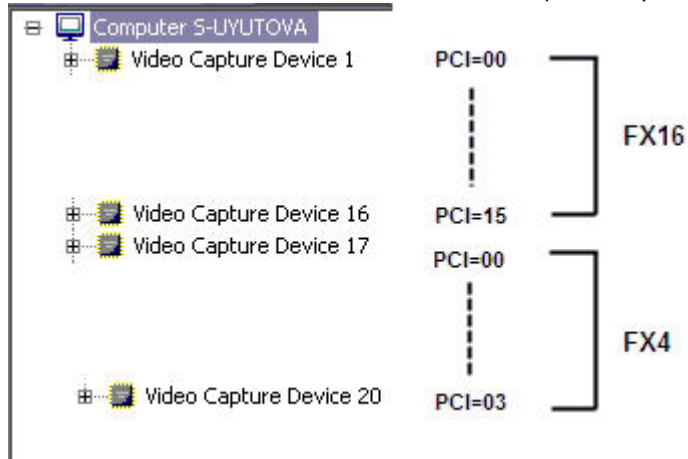 Computer S-UYUTOVA
Video Capture Device 1 PCI=00
FX16
Video Capture Device 16 PCI=15
Video Capture Device 17 PCI=00
FX4
Video Capture Device 20 PCI=03